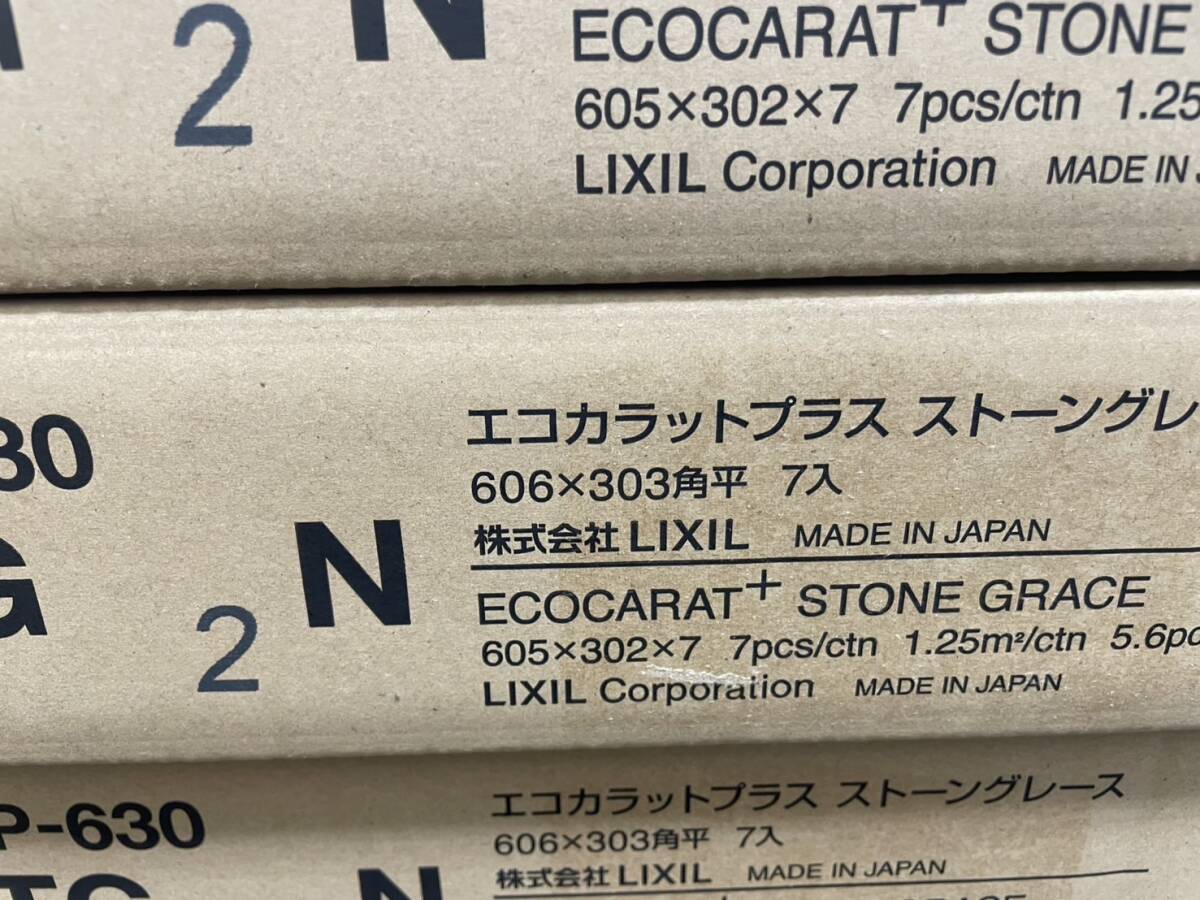 2 N
ECOCARAT+ STONE
605×302×7 7pcs/ctn 1.25
LIXIL Corporation MADE IN
30
エコカラットプラス ストーングレ
606×303角平 7入
株式会社 LIXIL MADE IN JAPAN
G 2 N
ECOCARAT+ STONE GRACE
605×302×7 7pcs/ctn 1.25m²/ctn 5.6pc
LIXIL Corporation MADE IN JAPAN
P-630
エコカラットプラス ストーングレース
606×303角平 7入
株式会社 LIXIL MADE IN JAPAN
N